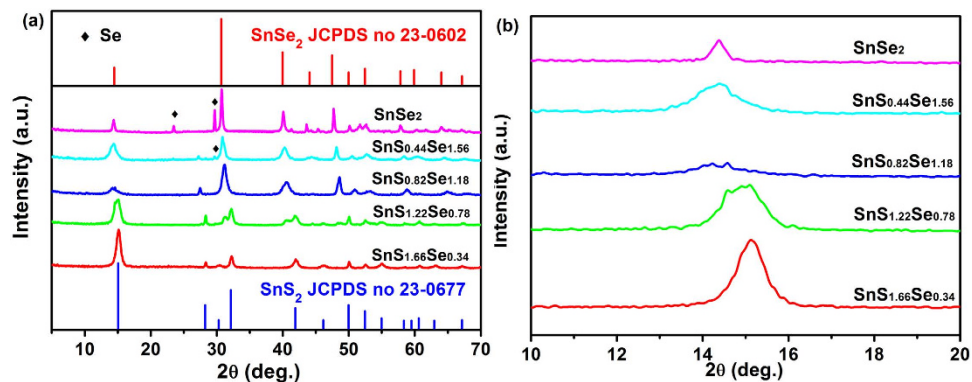 (a)
♦ Se
SnSe2 JCPDS no 23-0602
SnSe2
SnS0.44Se1.56
SnS0.82Se1.18
SnS1.22Se0.78
SnS1.66Se0.34
SnS2 JCPDS no 23-0677
Intensity (a.u.)
10 20 30 40 50 60 70
2θ (deg.)
(b)
SnSe2
SnS0.44Se1.56
SnS0.82Se1.18
SnS1.22Se0.78
SnS1.66Se0.34
Intensity (a.u.)
10 12 14 16 18 20
2θ (deg.)